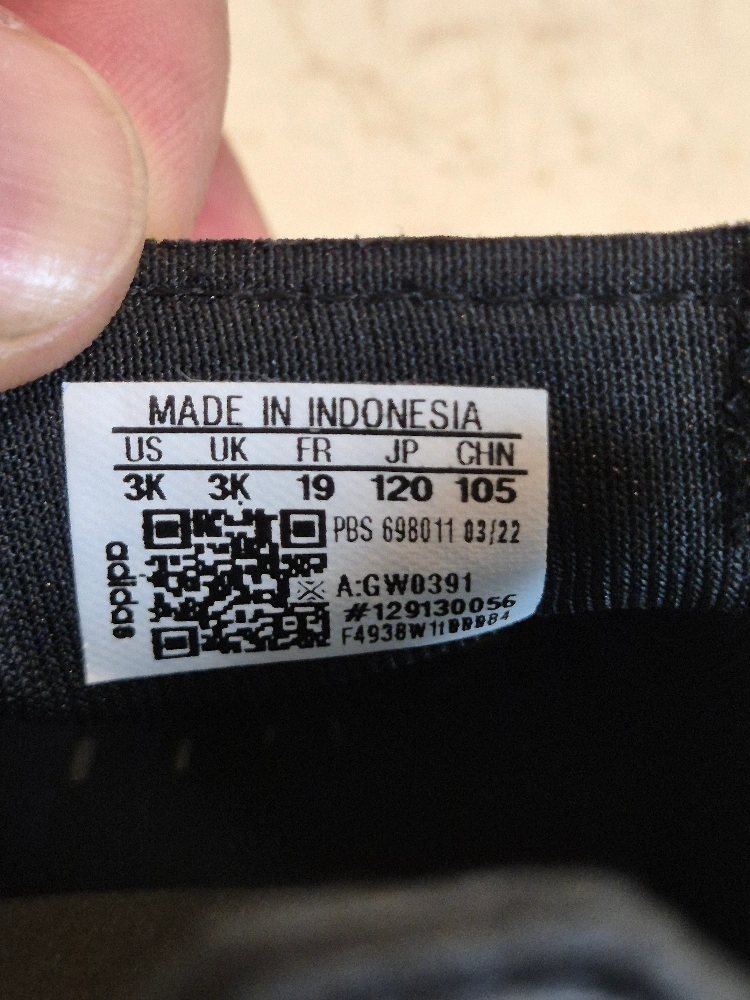 MADE IN INDONESIA
US UK FR JP CHN
3K 3K 19 120 105
PBS 698011 03/22
adidas
A:GW0391
#129130056